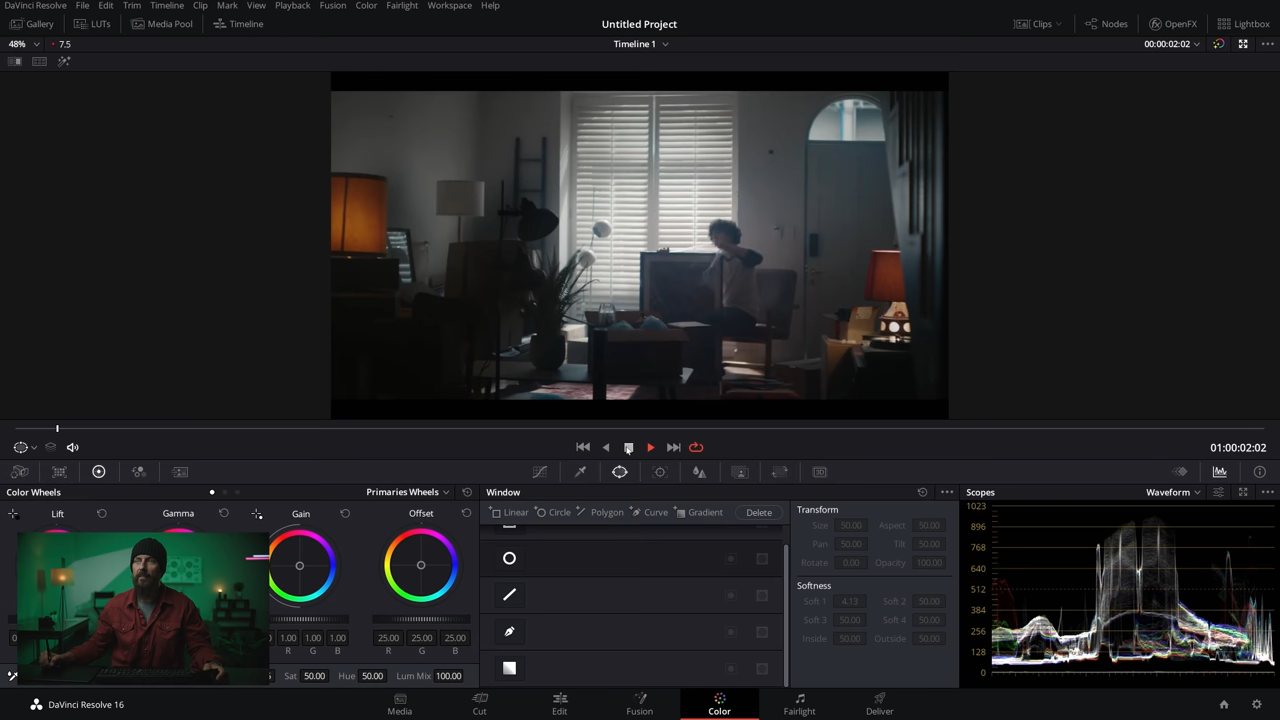 DaVinci Resolve File Edit Trim Timeline Clip Mark View Playback Fusion Color Fairlight Workspace Help
Gallery LUTs Media Pool Timeline Untitled Project Clips Nodes OpenFX Lightbox
48% 7.5 Timeline 1 00:00:02:02
01:00:02:02
Color Wheels Primaries Wheels Window Scopes Waveform
Lift Gamma Gain Offset
Linear Circle Polygon Curve Gradient Delete
Transform
Size 50.00 Aspect 50.00
Pan 50.00 Tilt 50.00
Rotate 0.00 Opacity 100.00
Softness
Soft 1 4.13 Soft 2 50.00
Soft 3 50.00 Soft 4 50.00
Inside 50.00 Outside 50.00
1023
896
768
640
512
384
256
128
0
1.00 1.00 1.00 25.00 25.00 25.00
R G B R G B
Sat 50.00 Hue 50.00 Lum Mix 100.00
DaVinci Resolve 16 Media Cut Edit Fusion Color Fairlight Deliver